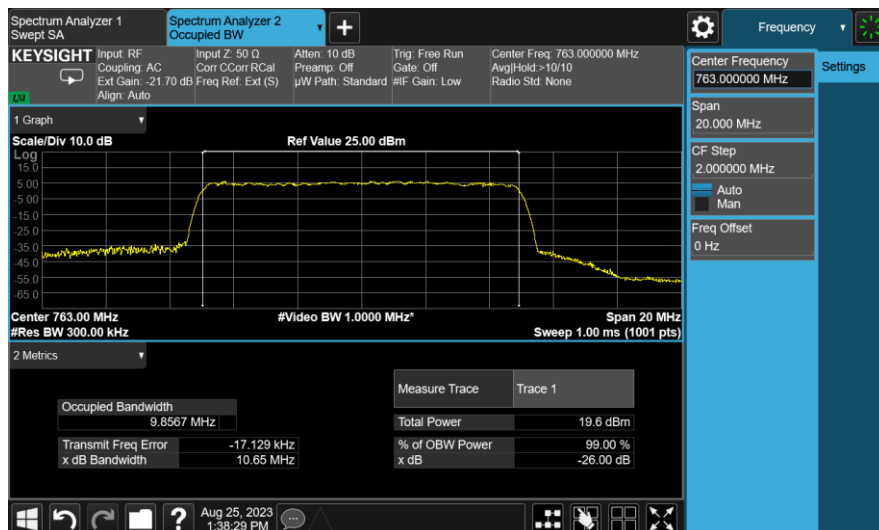 Spectrum Analyzer 1
Swept SA
Spectrum Analyzer 2
Occupied BW
Frequency
KEYSIGHT
LXI
Input: RF
Coupling: AC
Ext Gain: -21.70 dB
Align: Auto
Input Z: 50 Ω
Corr CCorr RCal
Freq Ref: Ext (S)
Atten: 10 dB
Preamp: Off
µW Path: Standard
Trig: Free Run
Gate: Off
#IF Gain: Low
Center Freq: 763.000000 MHz
Avg|Hold:>10/10
Radio Std: None
Center Frequency
763.000000 MHz
Settings
Span
20.000 MHz
CF Step
2.000000 MHz
Auto
Man
Freq Offset
0 Hz
1 Graph
Scale/Div 10.0 dB
Ref Value 25.00 dBm
Log
15.0
5.00
-5.00
-15.0
-25.0
-35.0
-45.0
-55.0
-65.0
Center 763.00 MHz
#Video BW 1.0000 MHz*
Span 20 MHz
#Res BW 300.00 kHz
Sweep 1.00 ms (1001 pts)
2 Metrics
Measure Trace
Trace 1
Occupied Bandwidth
9.8567 MHz
Total Power
19.6 dBm
Transmit Freq Error
-17.129 kHz
% of OBW Power
99.00 %
x dB Bandwidth
10.65 MHz
x dB
-26.00 dB
?
Aug 25, 2023
1:38:29 PM